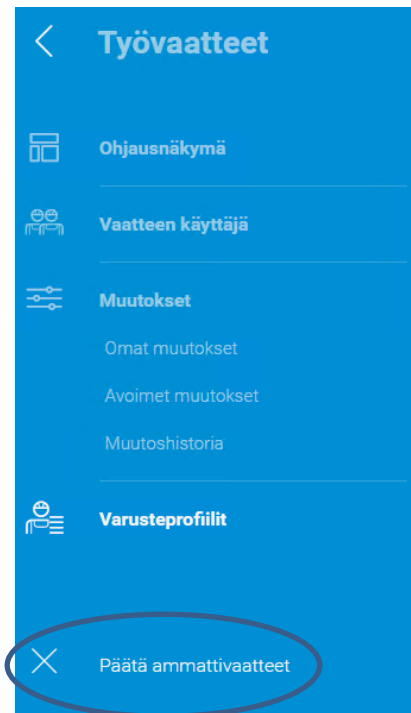 Työvaatteet
Ohjausnäkymä
Vaatteen käyttäjä
Muutokset
Omat muutokset
Avoimet muutokset
Muutoshistoria
Varusteprofiilit
Päätä ammattivaatteet